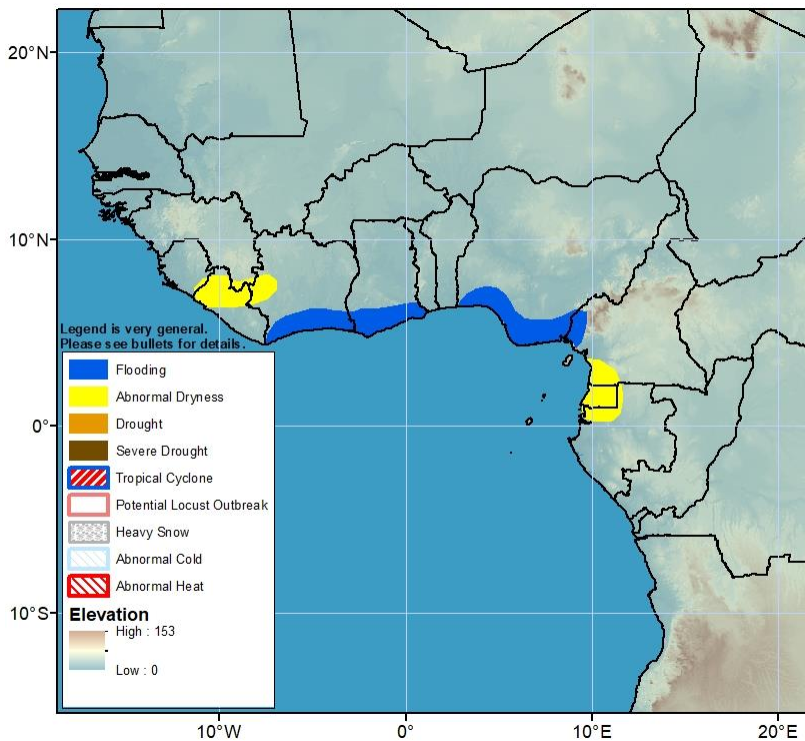 20°N
10°N
0°
10°S
10°W
0°
10°E
20°E
Legend is very general.
Please see bullets for details.
Flooding
Abnormal Dryness
Drought
Severe Drought
Tropical Cyclone
Potential Locust Outbreak
Heavy Snow
Abnormal Cold
Abnormal Heat
Elevation
High : 153
Low : 0